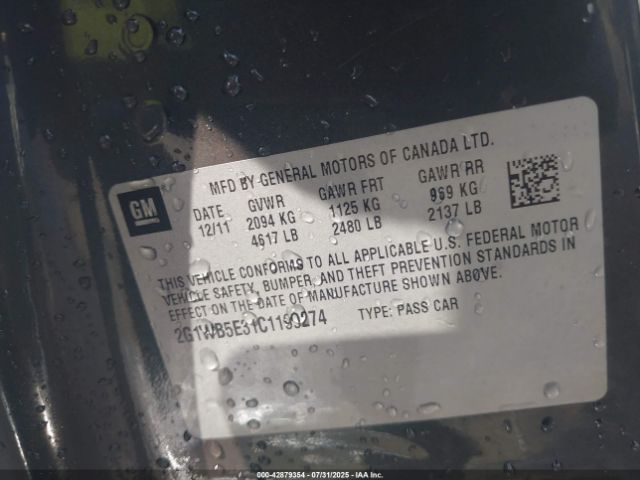 MFD BY GENERAL MOTORS OF CANADA LTD.
GM
DATE GVWR GAWR FRT GAWR RR
12/11 2094 KG 1125 KG 969 KG
4617 LB 2480 LB 2137 LB
THIS VEHICLE CONFORMS TO ALL APPLICABLE U.S. FEDERAL MOTOR
VEHICLE SAFETY, BUMPER, AND THEFT PREVENTION STANDARDS IN
EFFECT ON THE DATE OF MANUFACTURE SHOWN ABOVE.
TYPE: PASS CAR
000-42879354 - 07/31/2025 - IAA Inc.